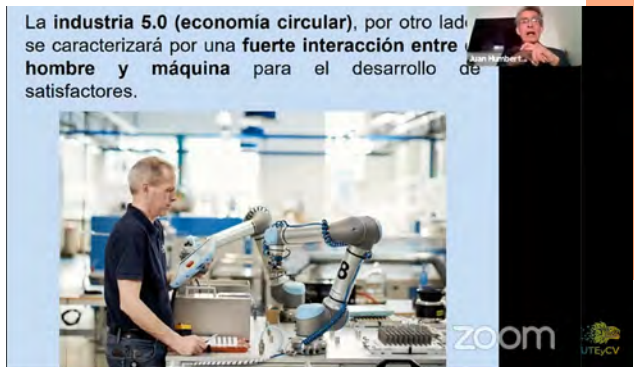 La industria 5.0 (economía circular), por otro lad
se caracterizará por una fuerte interacción entre
hombre y máquina para el desarrollo de
satisfactores.
Juan Humbert...
8
zoom
UTEyCV